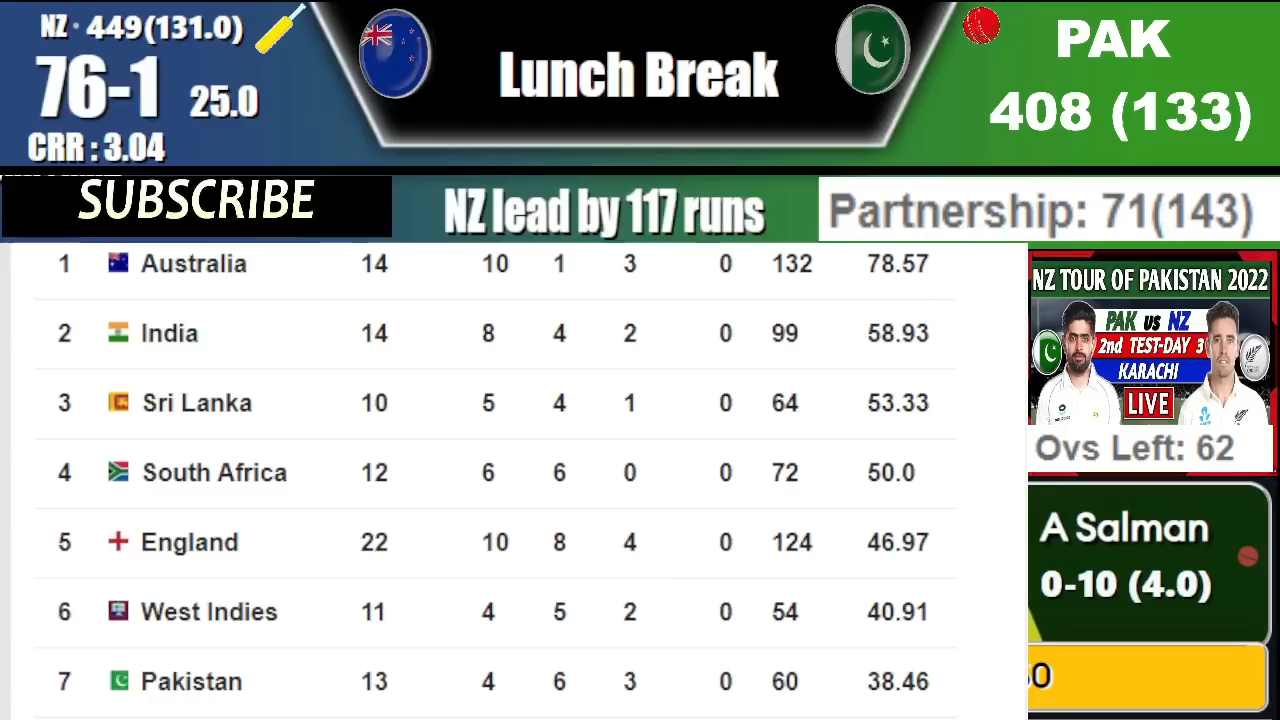 NZ · 449(131.0)
76-1 25.0
CRR : 3.04
Lunch Break
PAK
408 (133)
SUBSCRIBE
NZ lead by 117 runs
Partnership: 71(143)
1 Australia 14 10 1 3 0 132 78.57
2 India 14 8 4 2 0 99 58.93
3 Sri Lanka 10 5 4 1 0 64 53.33
4 South Africa 12 6 6 0 0 72 50.0
5 England 22 10 8 4 0 124 46.97
6 West Indies 11 4 5 2 0 54 40.91
7 Pakistan 13 4 6 3 0 60 38.46
NZ TOUR OF PAKISTAN 2022
PAK us NZ
2nd TEST-DAY 3
KARACHI
LIVE
Ovs Left: 62
A Salman
0-10 (4.0)